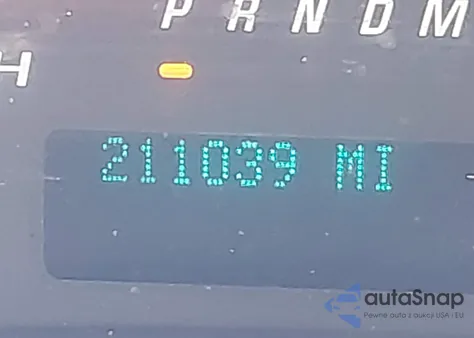 P R N D M
H
211039 MI
autaSnap
Pewne auta z aukcji USA i EU